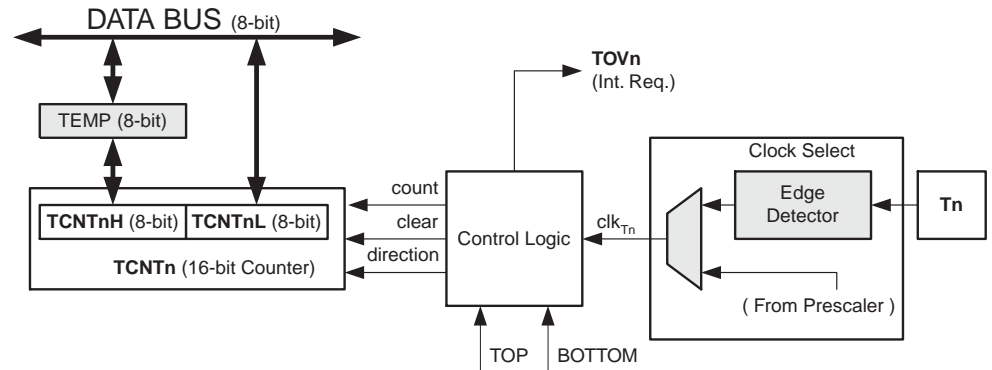 DATA BUS (8-bit)
TOVn
(Int. Req.)
TEMP (8-bit)
Clock Select
count
Edge
Detector
Tn
TCNTnH (8-bit) TCNTnL (8-bit)
clear
Control Logic
clkTn
TCNTn (16-bit Counter)
direction
( From Prescaler )
TOP
BOTTOM